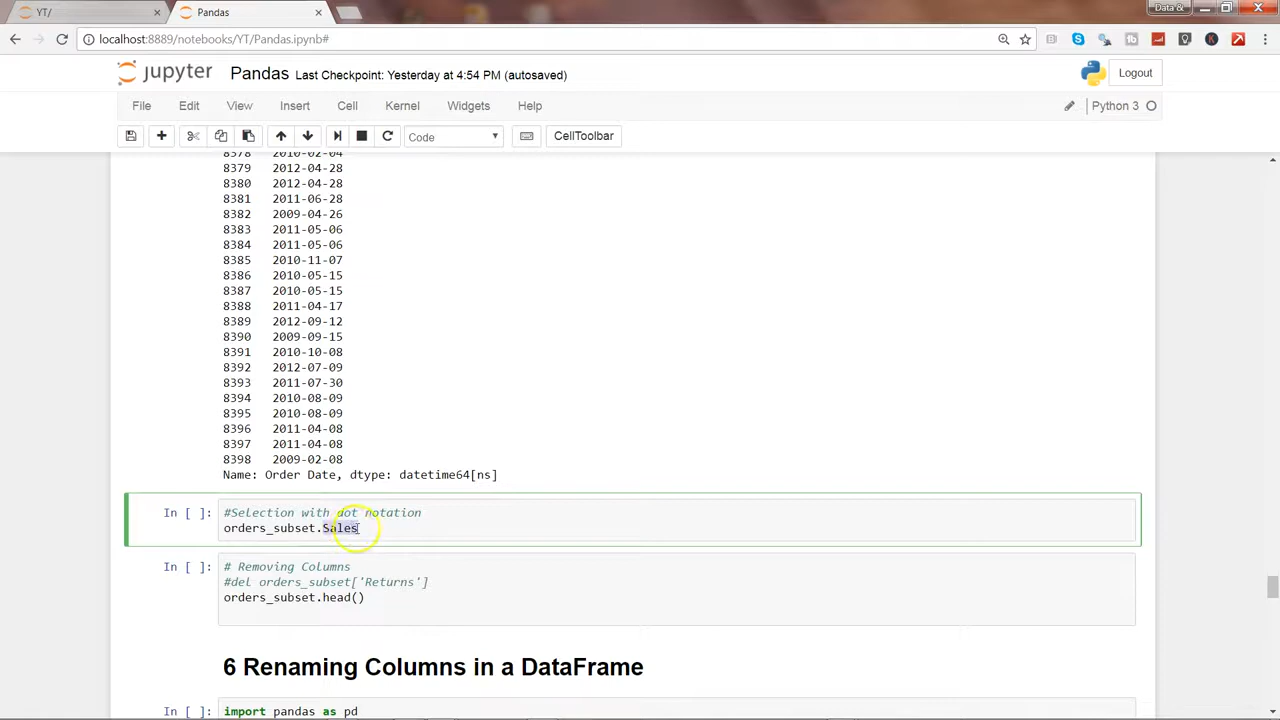 YT/
Pandas
Data &
localhost:8889/notebooks/YT/Pandas.ipynb#
jupyter
Pandas Last Checkpoint: Yesterday at 4:54 PM (autosaved)
Logout
File Edit View Insert Cell Kernel Widgets Help
Python 3
Code
CellToolbar
8378 2010-02-04
8379 2012-04-28
8380 2012-04-28
8381 2011-06-28
8382 2009-04-26
8383 2011-05-06
8384 2011-05-06
8385 2010-11-07
8386 2010-05-15
8387 2010-05-15
8388 2011-04-17
8389 2012-09-12
8390 2009-09-15
8391 2010-10-08
8392 2012-07-09
8393 2011-07-30
8394 2010-08-09
8395 2010-08-09
8396 2011-04-08
8397 2011-04-08
8398 2009-02-08
Name: Order Date, dtype: datetime64[ns]
In [ ]: #Selection with dot notation
orders_subset.Sales
In [ ]: # Removing Columns
#del orders_subset['Returns']
orders_subset.head()
6 Renaming Columns in a DataFrame
In [ ]: import pandas as pd